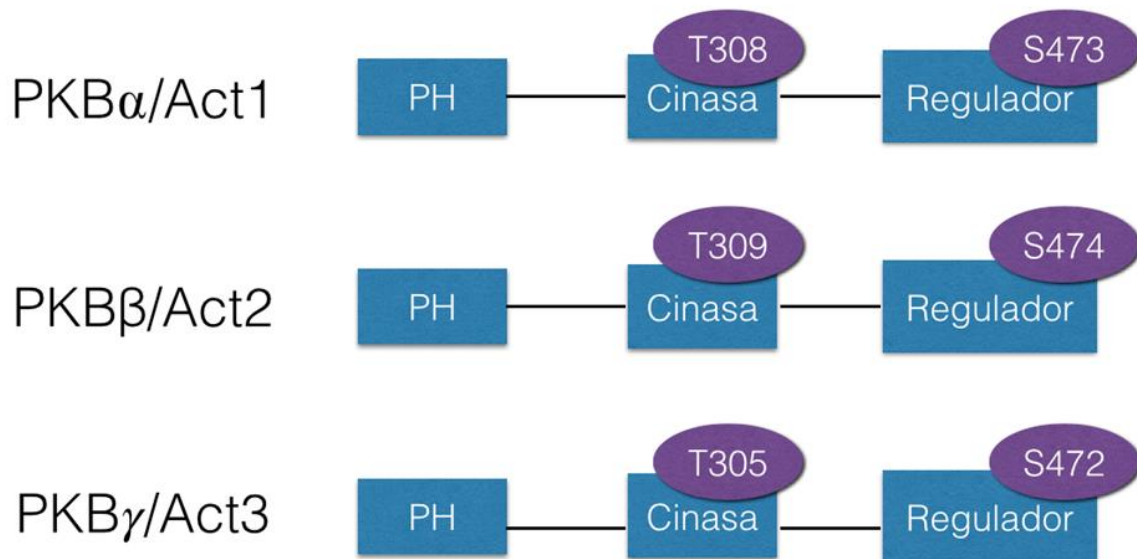 T308 S473
PKBα/Act1 PH Cinasa Regulador
T309 S474
PKBβ/Act2 PH Cinasa Regulador
T305 S472
PKBγ/Act3 PH Cinasa Regulador